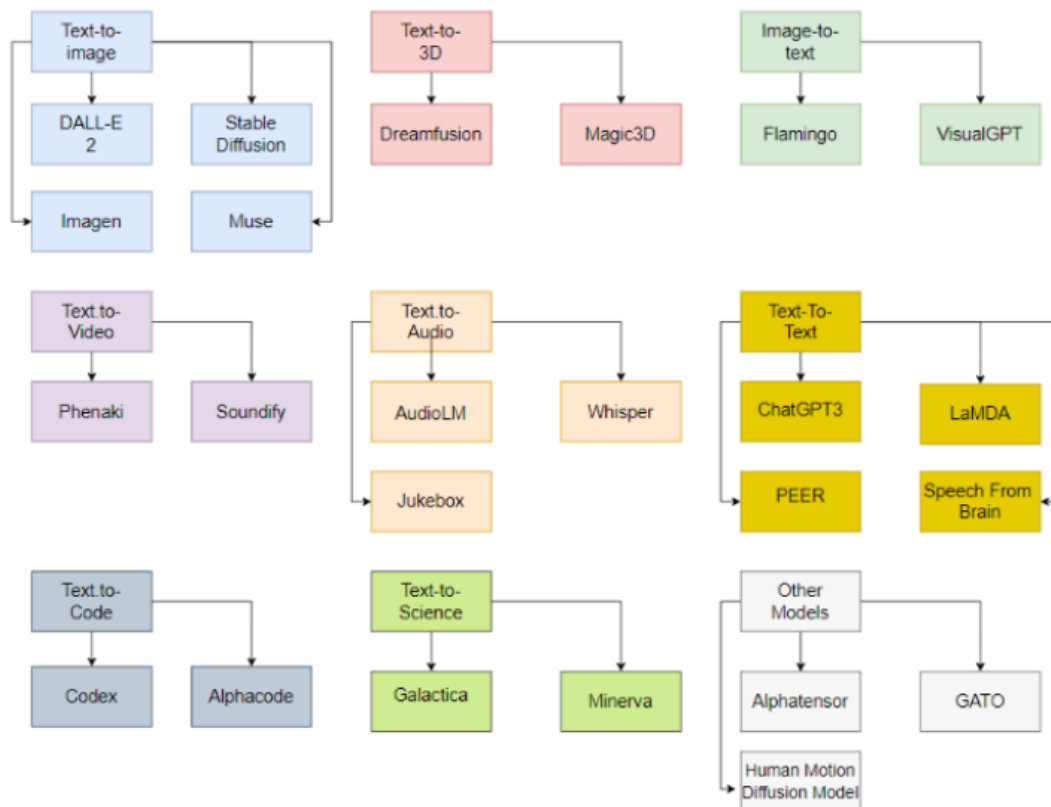 Text-to-
image
Text-to-
3D
Image-to-
text
DALL-E
2
Stable
Diffusion
Dreamfusion
Magic3D
Flamingo
VisualGPT
Imagen
Muse
Text.to-
Video
Text.to-
Audio
Text-To-
Text
Phenaki
Soundify
AudioLM
Whisper
ChatGPT3
LaMDA
Jukebox
PEER
Speech From
Brain
Text.to-
Code
Text-to-
Science
Other
Models
Codex
Alphacode
Galactica
Minerva
Alphatensor
GATO
Human Motion
Diffusion Model